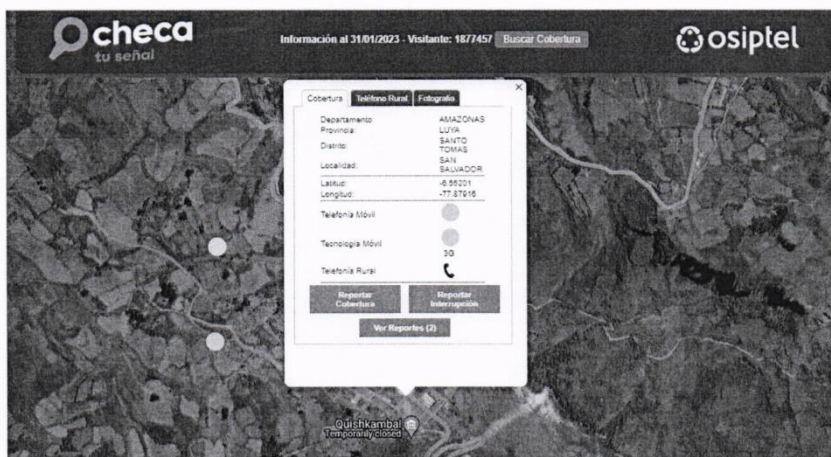 checa
tu señal
Información al 31/01/2023 - Visitante: 1877457 Buscar Cobertura
osiptel
×
Cobertura Teléfono Rural Fotografía
Departamento: AMAZONAS
Provincia: LUYA
Distrito: SANTO TOMAS
Localidad: SAN SALVADOR
Latitud: -6.55201
Longitud: -77.87916
Telefonía Móvil
Tecnología Móvil
3G
Telefonía Rural
Reportar Cobertura
Reportar Interrupción
Ver Reportes (2)
Quishkambal
Temporarily closed